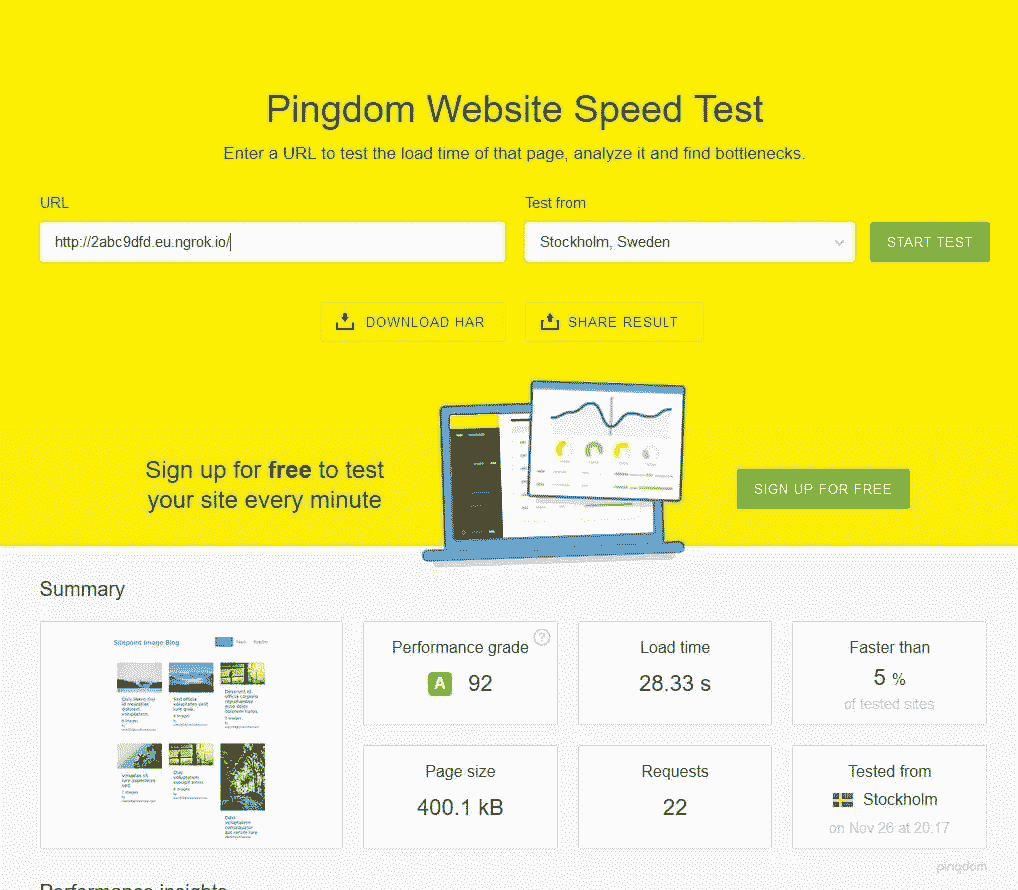 Pingdom Website Speed Test
Enter a URL to test the load time of that page, analyze it and find bottlenecks.
URL
Test from
http://2abc9dfd.eu.ngrok.io/
Stockholm, Sweden
START TEST
DOWNLOAD HAR
SHARE RESULT
Sign up for free to test
your site every minute
SIGN UP FOR FREE
Summary
Sitepoint Image Blog
Performance grade
?
A 92
Load time
28.33 s
Faster than
5 %
of tested sites
Page size
400.1 kB
Requests
22
Tested from
Stockholm
on Nov 26 at 20:17
pingdom
Performance insights